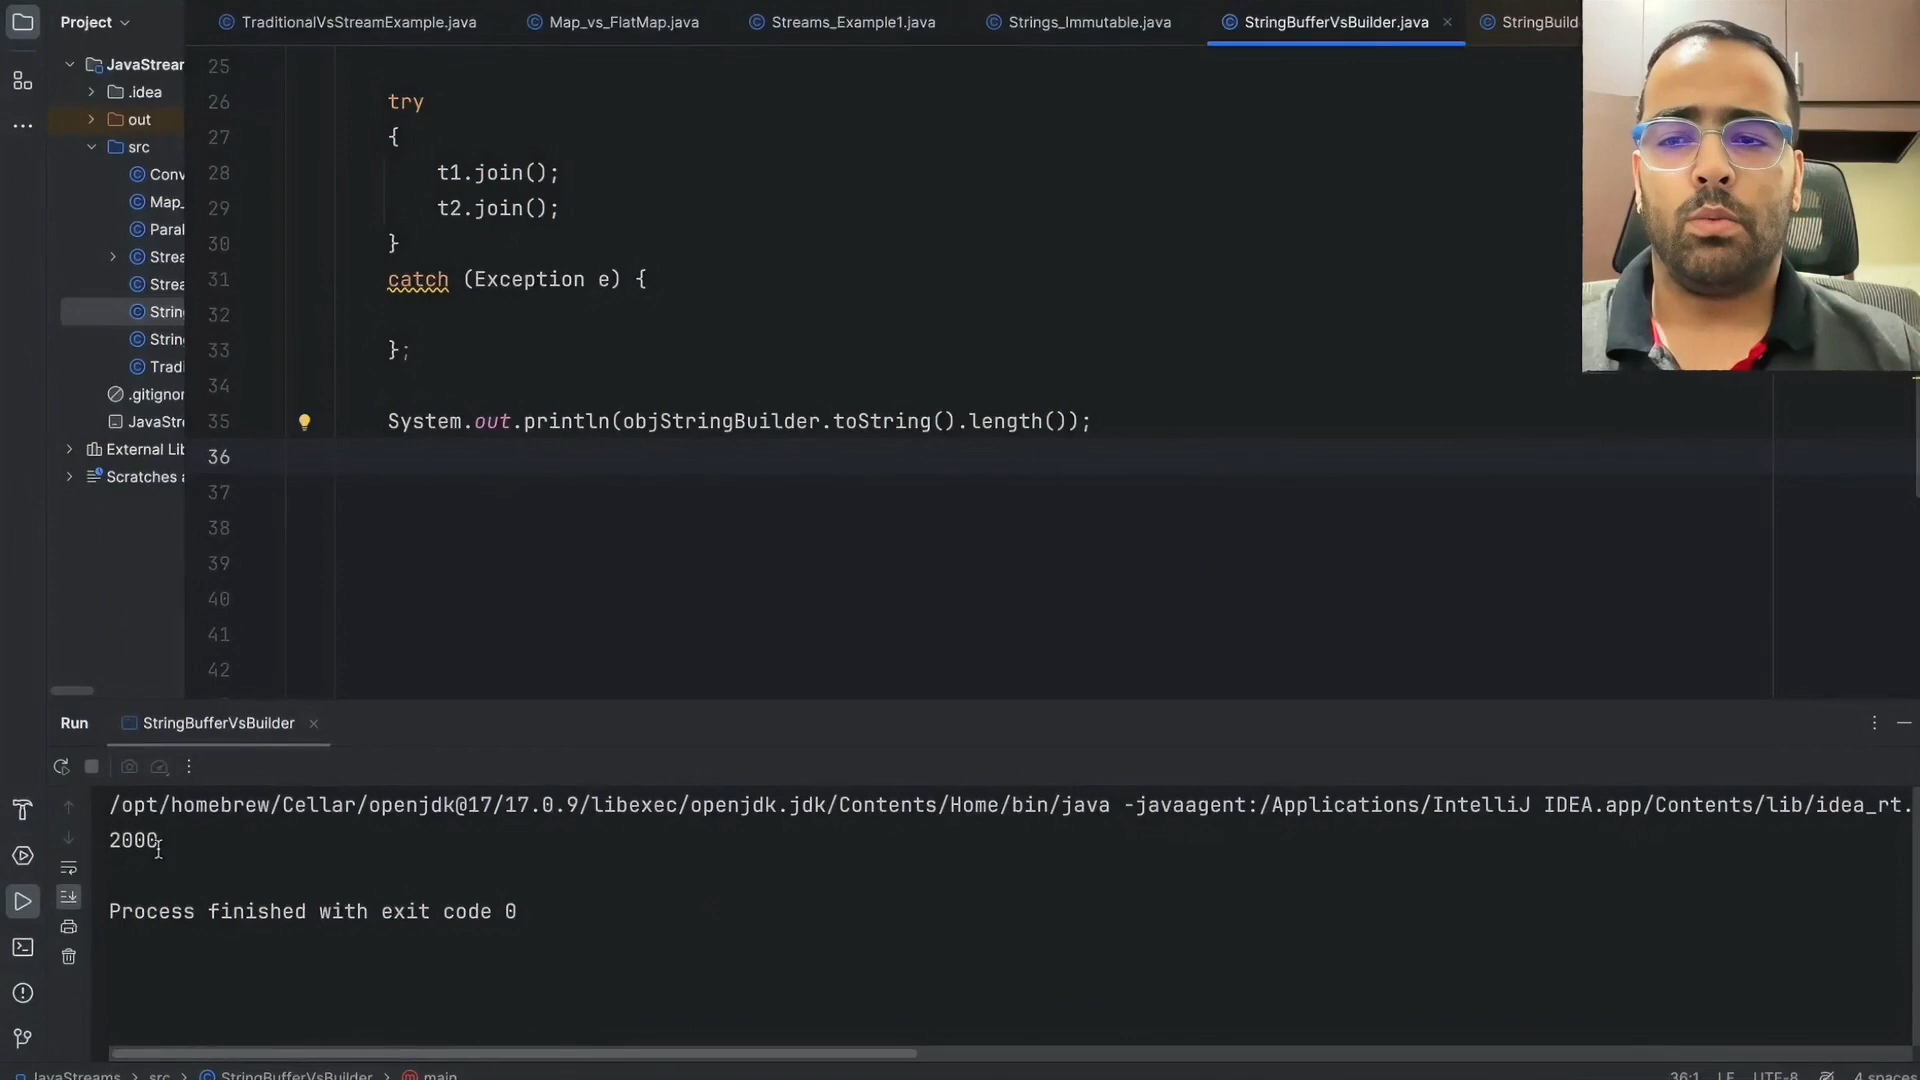 Project
TraditionalVsStreamExample.java
Map_vs_FlatMap.java
Streams_Example1.java
Strings_Immutable.java
StringBufferVsBuilder.java
StringBuild
JavaStrear
.idea
out
src
Conv
Map_
Paral
Strea
Strea
String
String
Tradi
.gitignor
JavaStre
External Lib
Scratches a
25
26 try
27 {
28 t1.join();
29 t2.join();
30 }
31 catch (Exception e) {
32
33 };
34
35 System.out.println(objStringBuilder.toString().length());
36
37
38
39
40
41
42
Run StringBufferVsBuilder
/opt/homebrew/Cellar/openjdk@17/17.0.9/libexec/openjdk.jdk/Contents/Home/bin/java -javaagent:/Applications/IntelliJ IDEA.app/Contents/lib/idea_rt.
2000
Process finished with exit code 0
JavaStreams > src > StringBufferVsBuilder > main
36:1 LF UTF-8 4 spaces